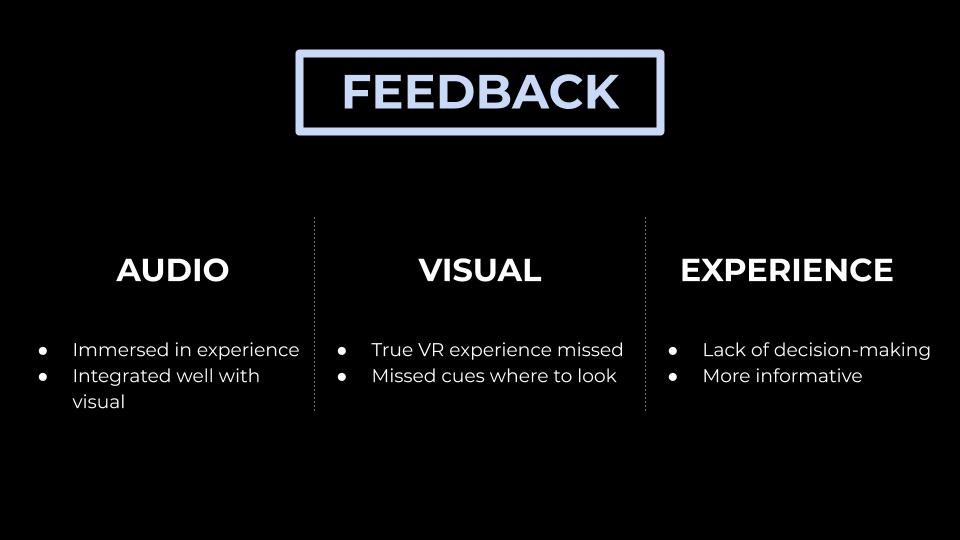 FEEDBACK
AUDIO
● Immersed in experience
● Integrated well with
visual
VISUAL
● True VR experience missed
● Missed cues where to look
EXPERIENCE
● Lack of decision-making
● More informative